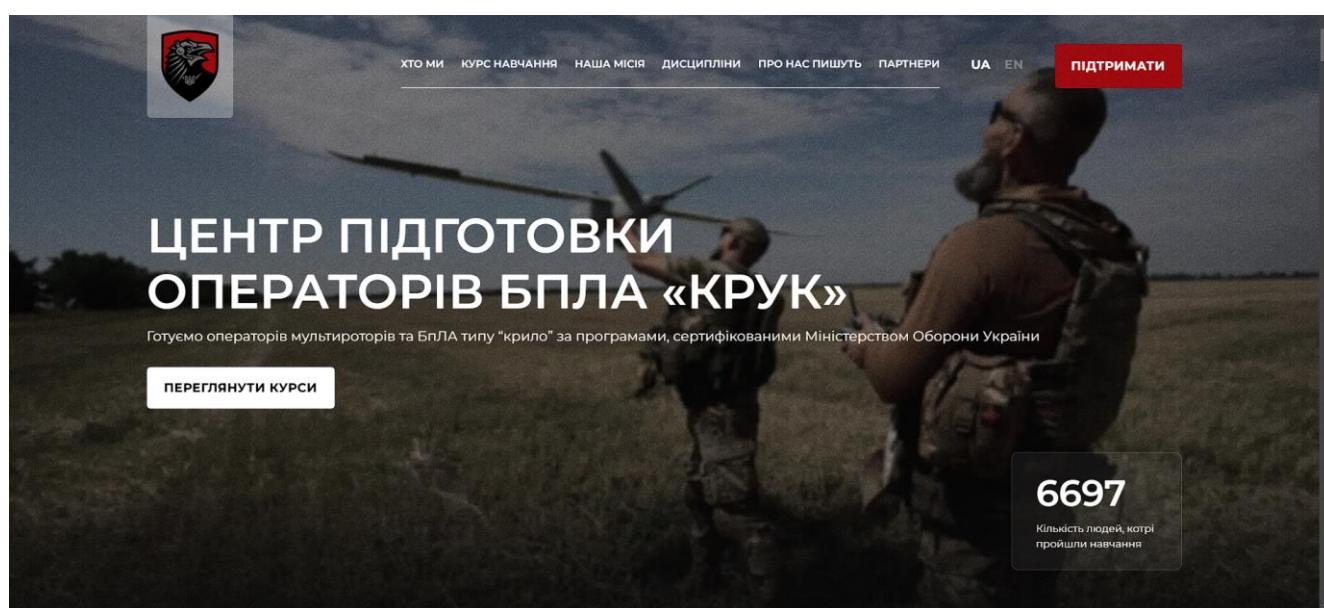 ХТО МИ КУРС НАВЧАННЯ НАША МІСІЯ ДИСЦИПЛІНИ ПРО НАС ПИШУТЬ ПАРТНЕРИ UA EN ПІДТРИМАТИ
ЦЕНТР ПІДГОТОВКИ
ОПЕРАТОРІВ БПЛА «КРУК»
Готуємо операторів мультироторів та БпЛА типу “крило” за програмами, сертифікованими Міністерством Оборони України
ПЕРЕГЛЯНУТИ КУРСИ
6697
Кількість людей, котрі
пройшли навчання